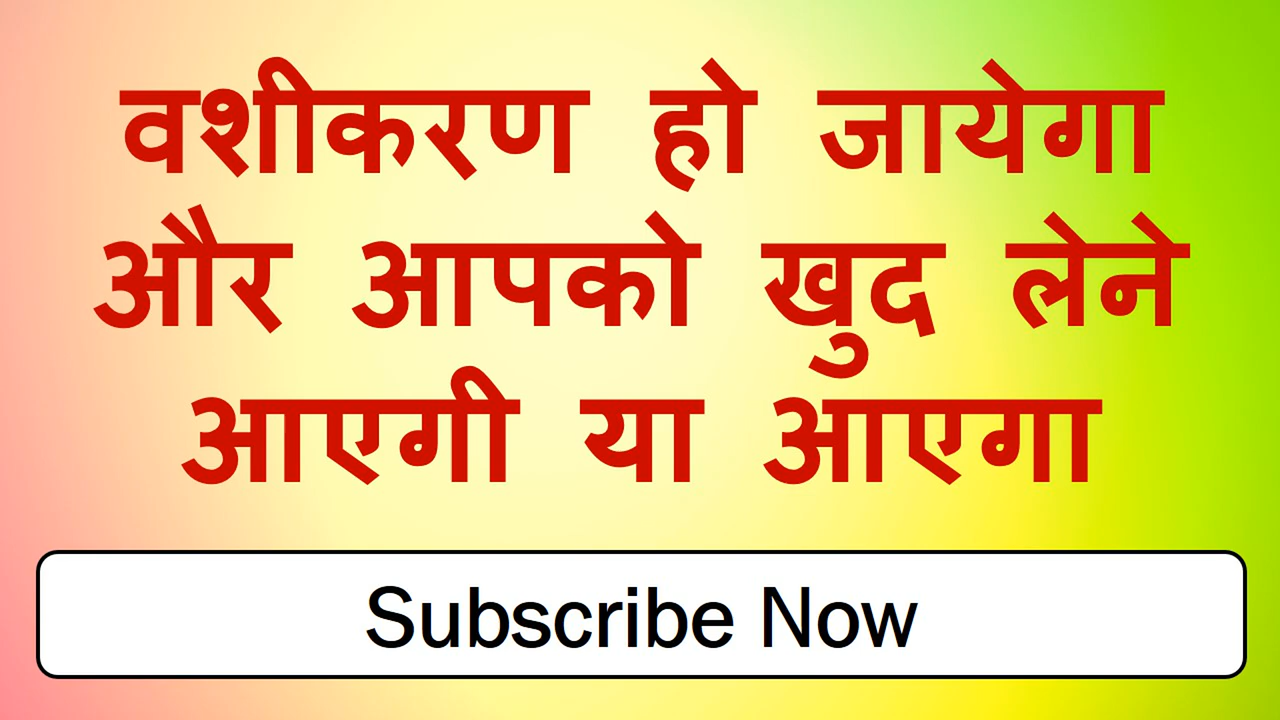 वशीकरण हो जायेगा
और आपको खुद लेने
आएगी या आएगा
Subscribe Now